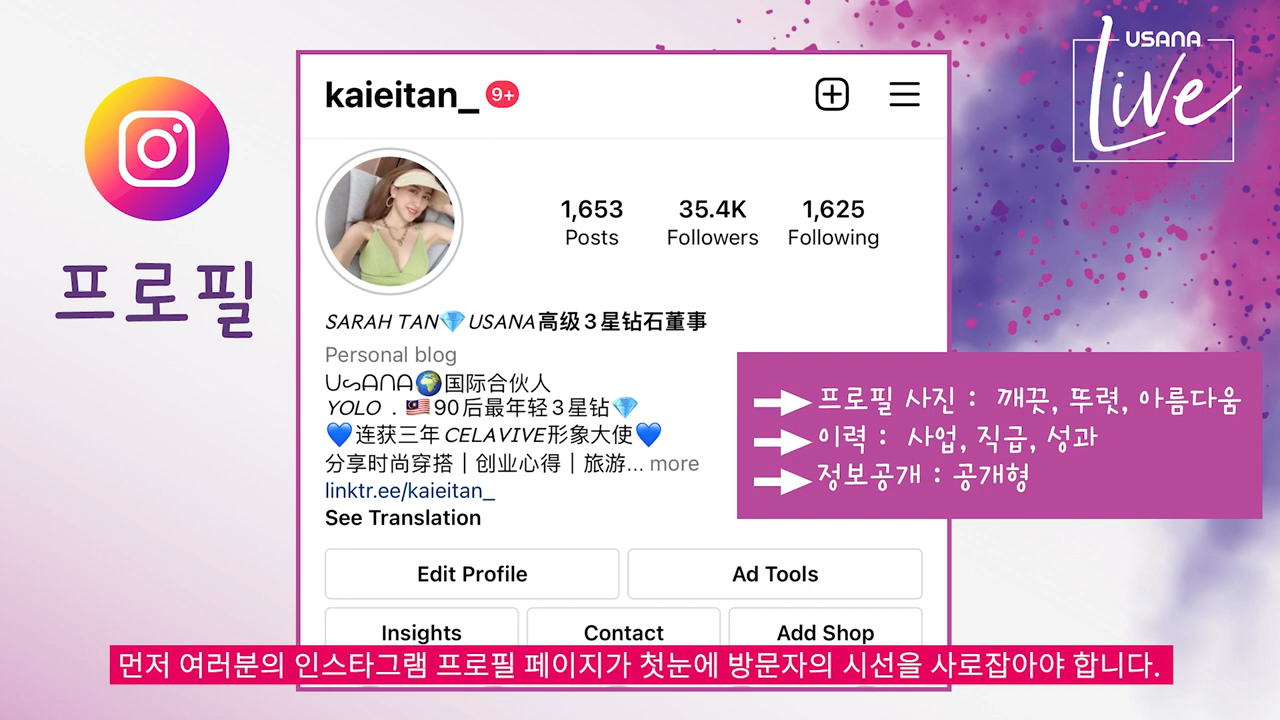 USANA
Live
프로필
kaieitan_ 9+
1,653 35.4K 1,625
Posts Followers Following
SARAH TAN💎USANA高级3星钻石董事
Personal blog
USANA🌍国际合伙人
YOLO . 🇲🇾90后最年轻3星钻💎
💙连获三年CELAVIVE形象大使💙
分享时尚穿搭｜创业心得｜旅游... more
linktr.ee/kaieitan_
See Translation
프로필 사진 : 깨끗, 뚜렷, 아름다움
이력 : 사업, 직급, 성과
정보공개 : 공개형
Edit Profile Ad Tools
Insights Contact Add Shop
먼저 여러분의 인스타그램 프로필 페이지가 첫눈에 방문자의 시선을 사로잡아야 합니다.